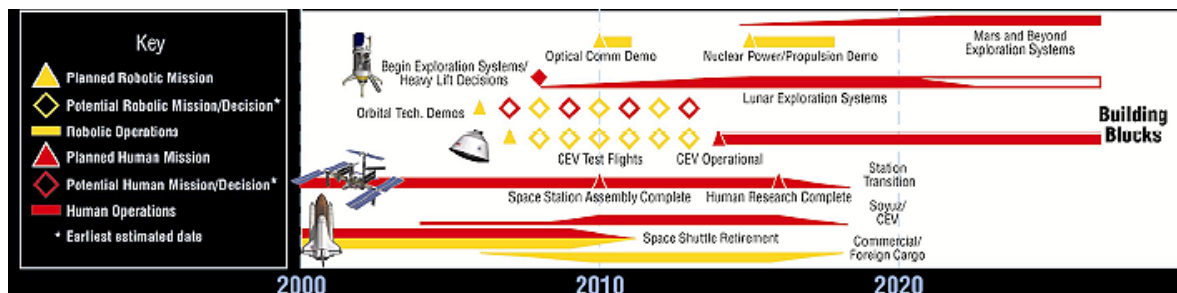 Key
Planned Robotic Mission
Potential Robotic Mission/Decision*
Robotic Operations
Planned Human Mission
Potential Human Mission/Decision*
Human Operations
* Earliest estimated date
Mars and Beyond
Exploration Systems
Optical Comm Demo
Nuclear Power/Propulsion Demo
Begin Exploration Systems/
Heavy Lift Decisions
Lunar Exploration Systems
Orbital Tech. Demos
Building
Blocks
CEV Test Flights
CEV Operational
Station
Transition
Space Station Assembly Complete
Human Research Complete
Soyuz/
CEV
Space Shuttle Retirement
Commercial/
Foreign Cargo
2000
2010
2020